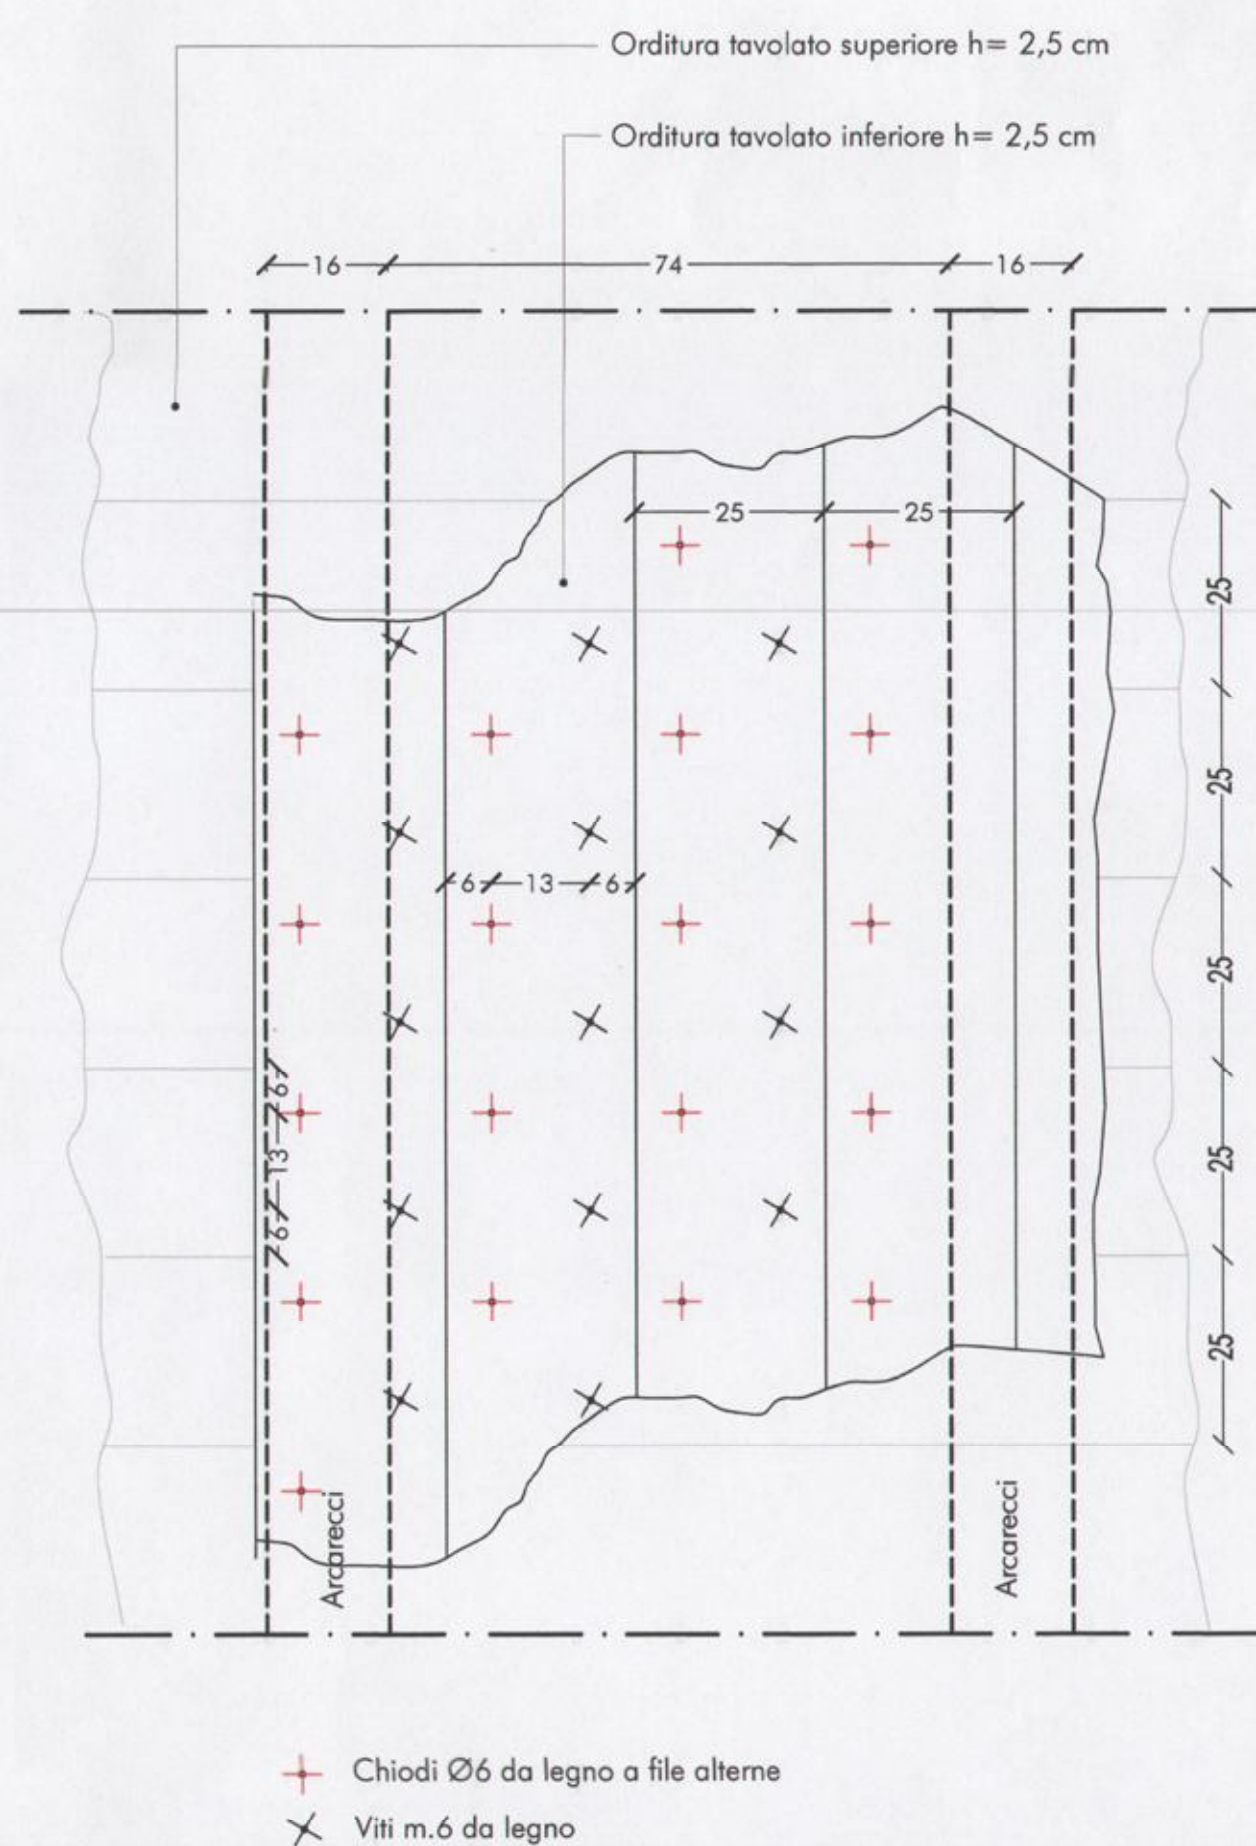 Orditura tavolato superiore h= 2,5 cm
Orditura tavolato inferiore h= 2,5 cm
16
74
16
25
25
25
25
6
13
6
25
6
13
6
25
25
Arcarecci
Arcarecci
Chiodi Ø6 da legno a file alterne
Viti m.6 da legno